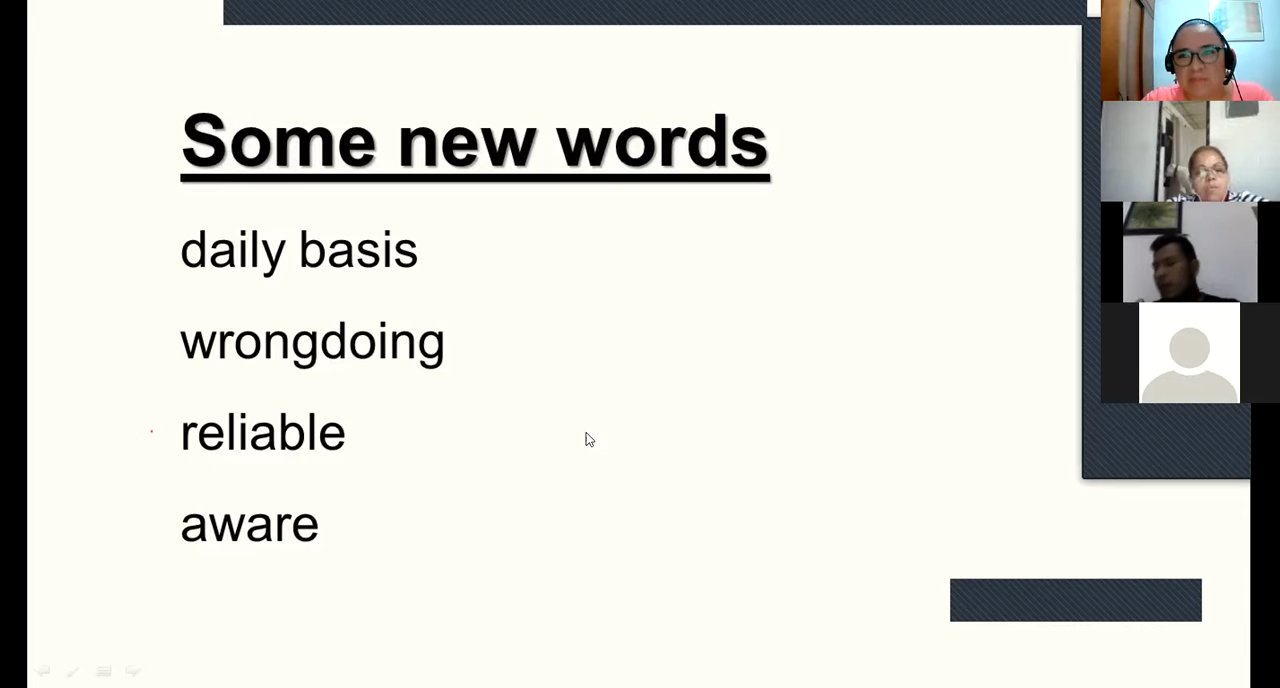 Some new words
daily basis
wrongdoing
reliable
aware